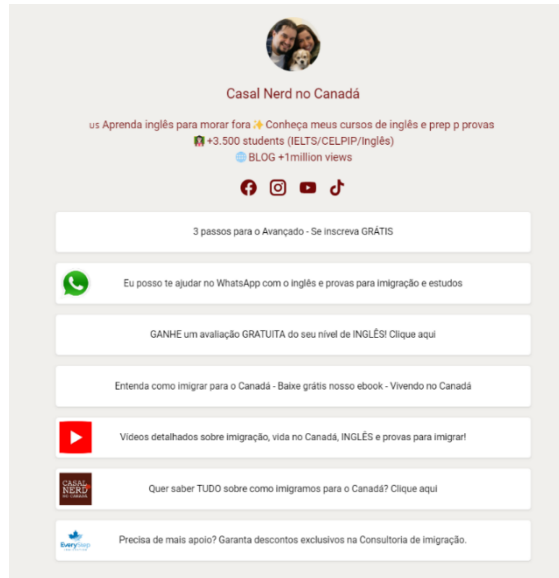 Casal Nerd no Canadá
us Aprenda inglês para morar fora ✨ Conheça meus cursos de inglês e prep p provas
👩‍🏫 +3.500 students (IELTS/CELPIP/Inglês)
🌐 BLOG +1million views
3 passos para o Avançado - Se inscreva GRÁTIS
Eu posso te ajudar no WhatsApp com o inglês e provas para imigração e estudos
GANHE um avaliação GRATUITA do seu nível de INGLÊS! Clique aqui
Entenda como imigrar para o Canadá - Baixe grátis nosso ebook - Vivendo no Canadá
Vídeos detalhados sobre imigração, vida no Canadá, INGLÊS e provas para imigrar!
CASAL
NERD
NO CANADÁ
Quer saber TUDO sobre como imigramos para o Canadá? Clique aqui
Precisa de mais apoio? Garanta descontos exclusivos na Consultoria de imigração.